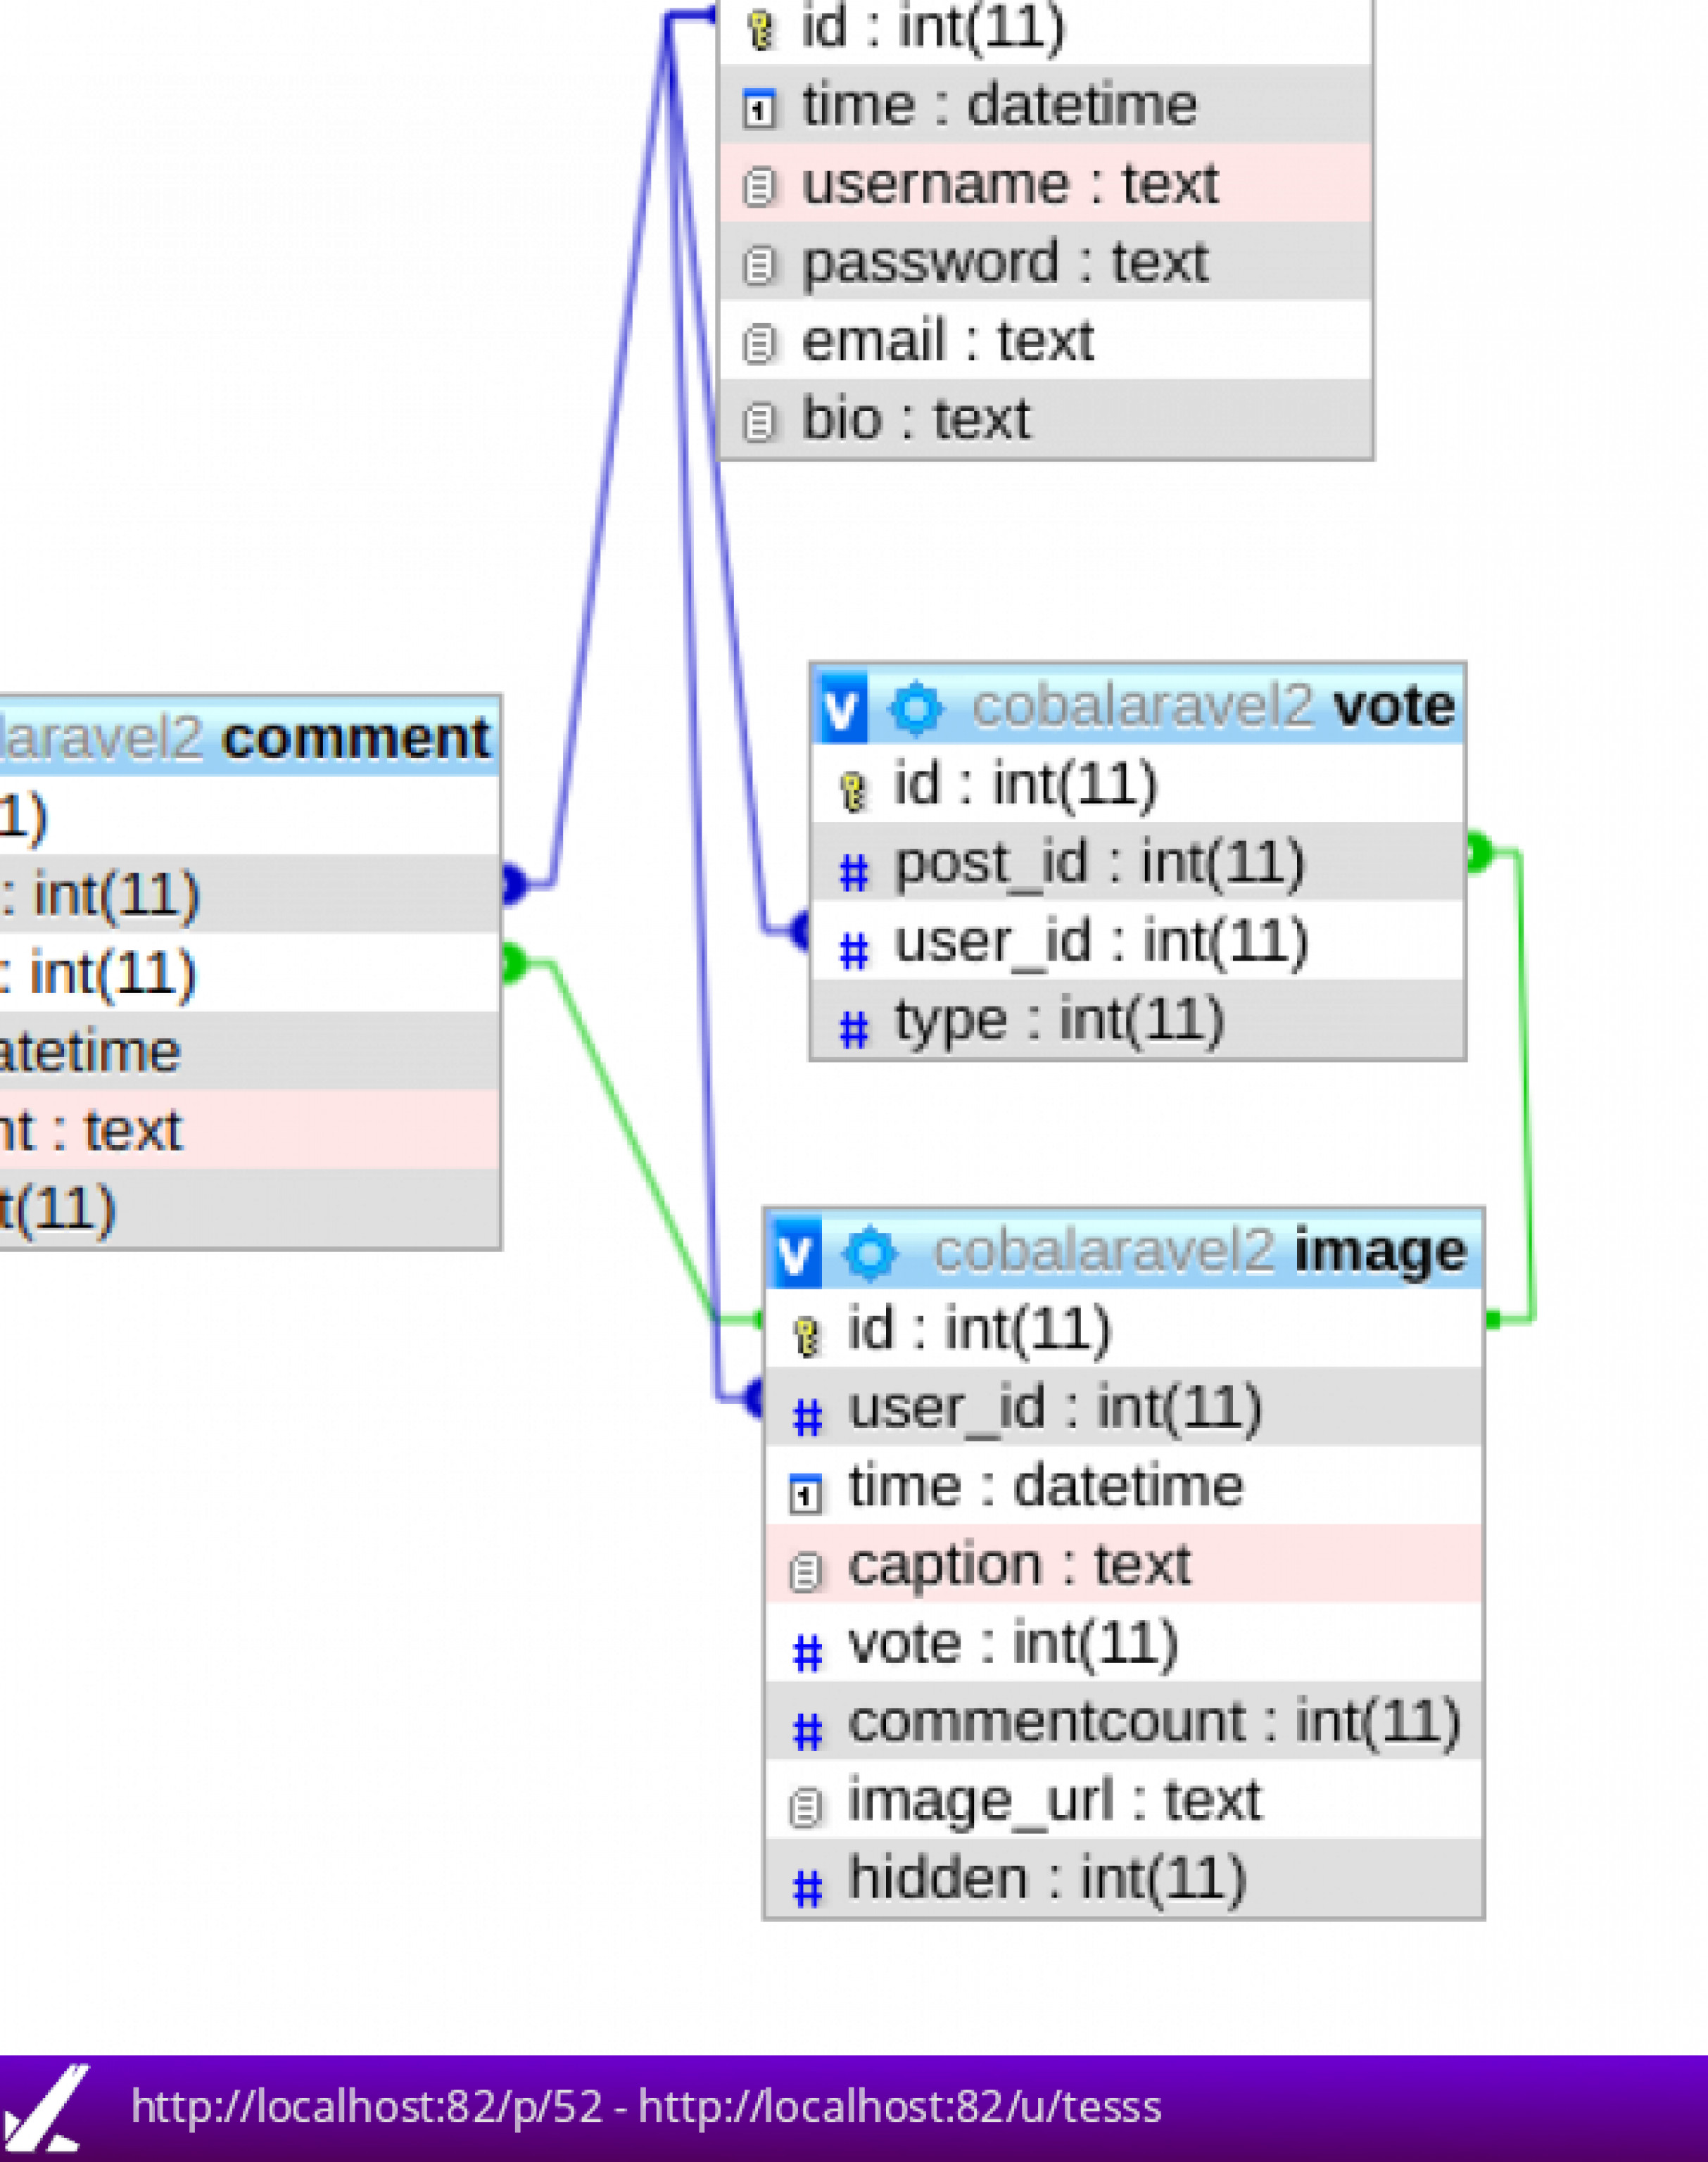 id : int(11)
time : datetime
username : text
password : text
email : text
bio : text
laravel2 comment
1)
: int(11)
: int(11)
atetime
nt : text
t(11)
v cobalaravel2 vote
id : int(11)
# post_id : int(11)
# user_id : int(11)
# type : int(11)
v cobalaravel2 image
id : int(11)
# user_id : int(11)
time : datetime
caption : text
# vote : int(11)
# commentcount : int(11)
image_url : text
# hidden : int(11)
http://localhost:82/p/52 - http://localhost:82/u/tesss